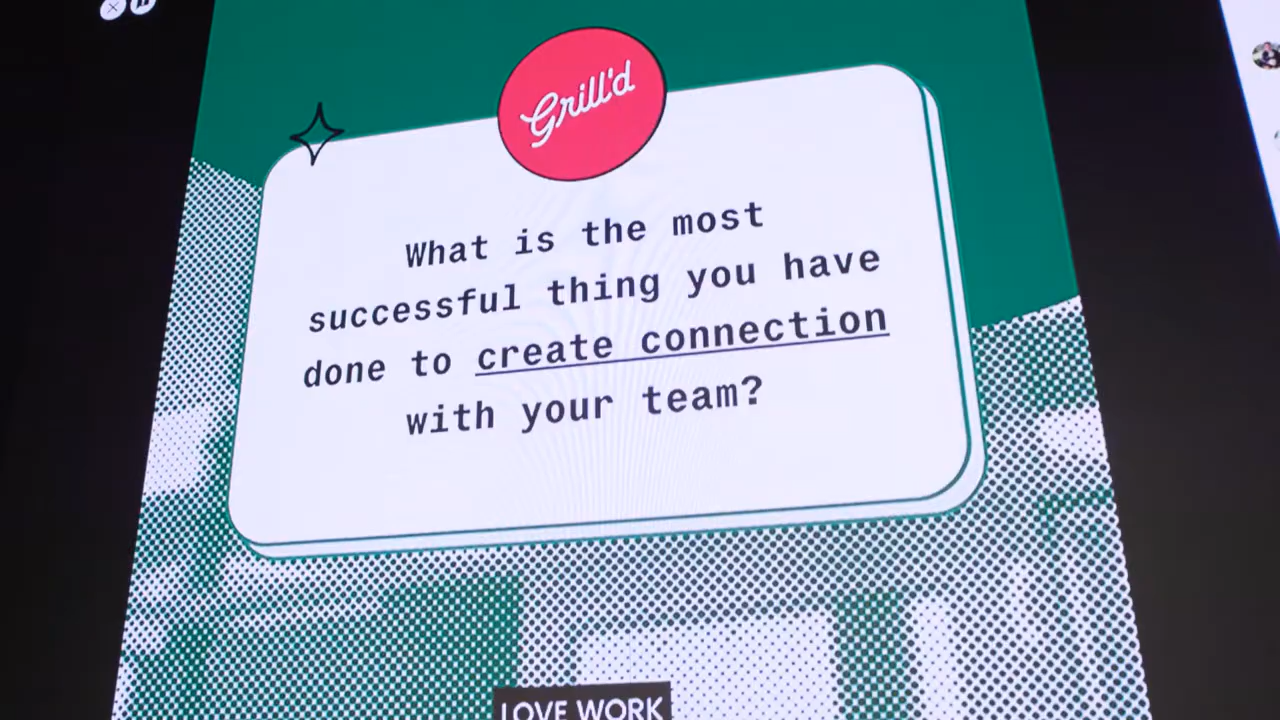 Grill'd
What is the most
successful thing you have
done to create connection
with your team?
LOVE WORK